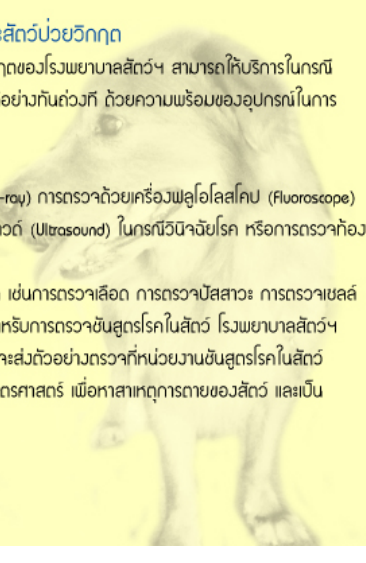 ะสัตว์ป่วยวิกฤต
ฤตของโรงพยาบาลสัตว์ฯ สามารถให้บริการในกรณี
อย่างทันถ่วงที ด้วยความพร้อมของอุปกรณ์ในการ
-ray) การตรวจด้วยเครื่องฟลูโอโลสโคป (Fluoroscope)
าวด์ (Ultrasound) ในกรณีวินิจฉัยโรค หรือการตรวจท้อง
เช่นการตรวจเลือด การตรวจปัสสาวะ การตรวจเซลล์
หรับการตรวจชันสูตรโรคในสัตว์ โรงพยาบาลสัตว์ฯ
จะส่งตัวอย่างตรวจที่หน่วยงานชันสูตรโรคในสัตว์
ตรศาสตร์ เพื่อหาสาเหตุการตายของสัตว์ และเป็น